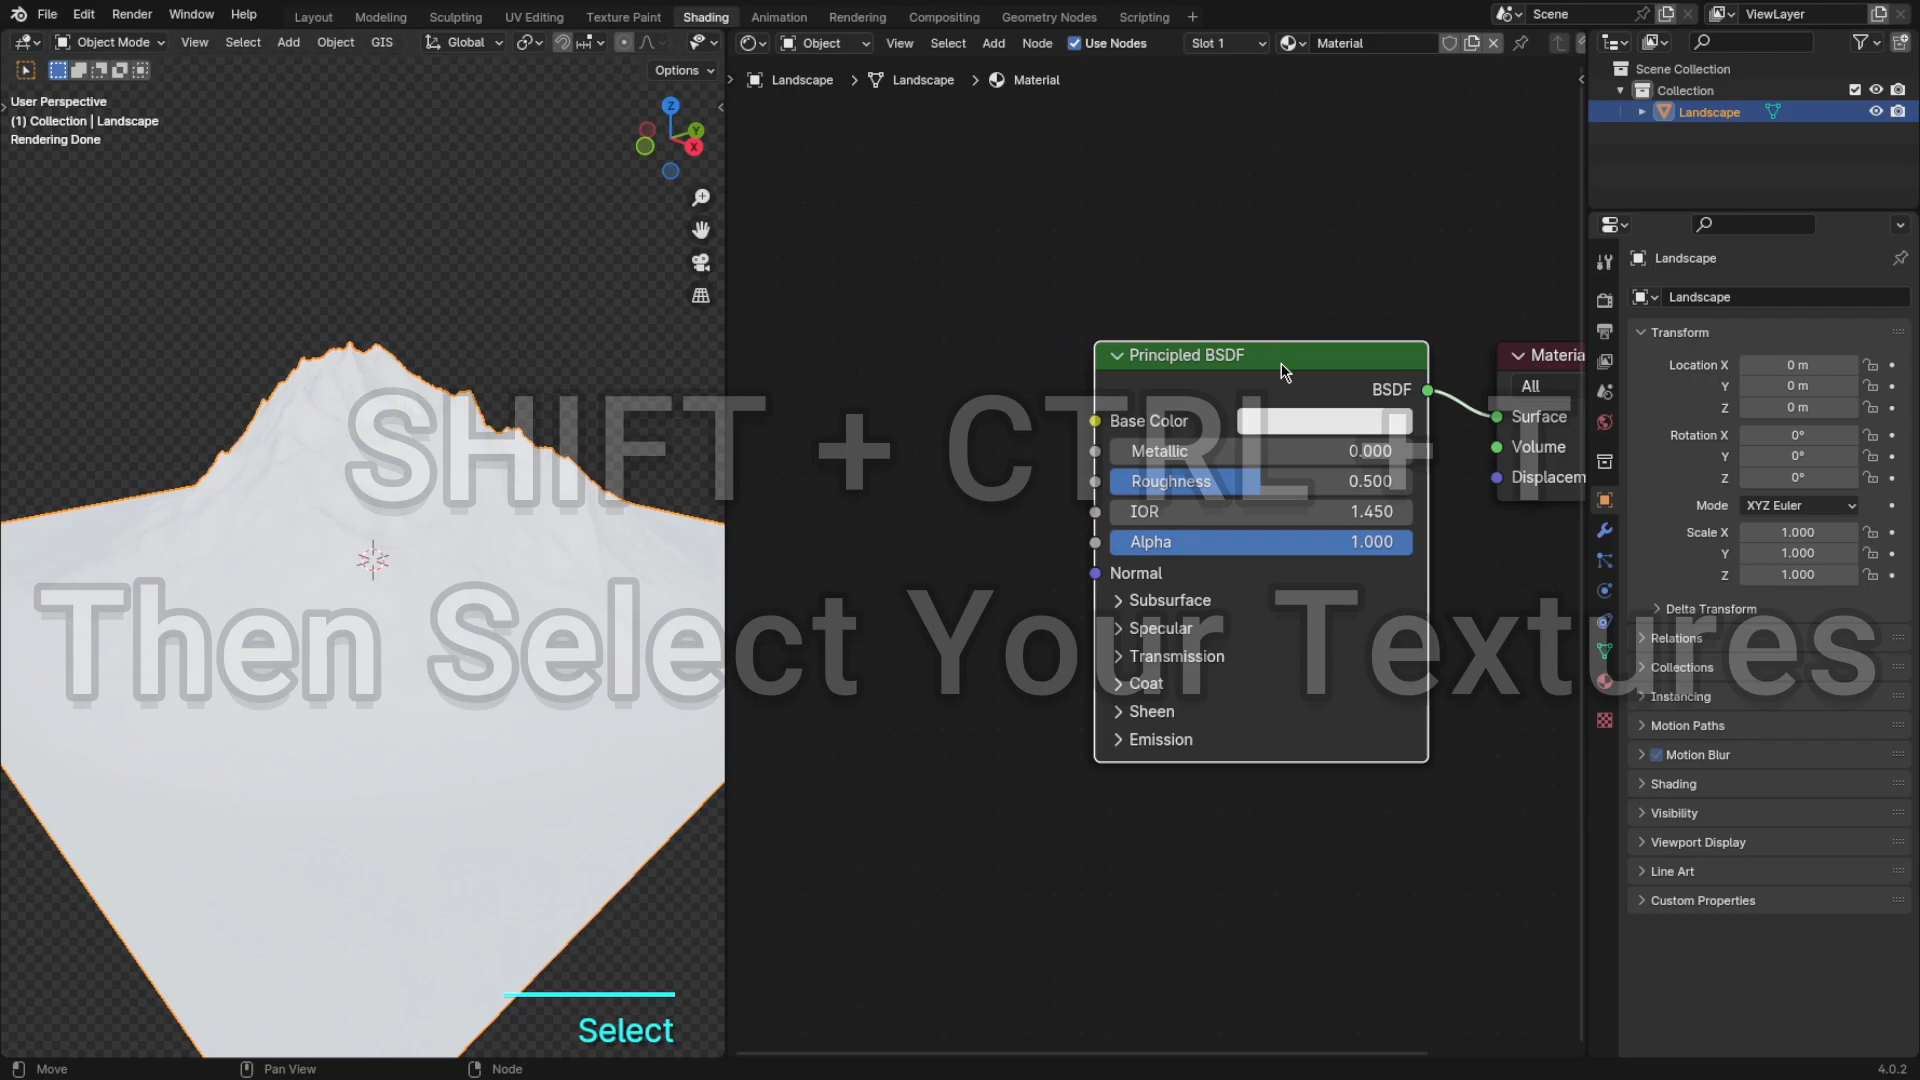 File Edit Render Window Help
Layout Modeling Sculpting UV Editing Texture Paint Shading Animation Rendering Compositing Geometry Nodes Scripting +
Scene
ViewLayer
Object Mode View Select Add Object GIS Global
Object View Select Add Node Use Nodes Slot 1 Material
Options
Landscape > Landscape > Material
User Perspective
(1) Collection | Landscape
Rendering Done
Z
Y
X
Scene Collection
Collection
Landscape
Landscape
Landscape
Principled BSDF
BSDF
Base Color
Metallic 0.000
Roughness 0.500
IOR 1.450
Alpha 1.000
Normal
Subsurface
Specular
Transmission
Coat
Sheen
Emission
Materia
All
Surface
Volume
Displacem
SHIFT + CTRL + T
Then Select Your Textures
Transform
Location X 0 m
Y 0 m
Z 0 m
Rotation X 0°
Y 0°
Z 0°
Mode XYZ Euler
Scale X 1.000
Y 1.000
Z 1.000
Delta Transform
Relations
Collections
Instancing
Motion Paths
Motion Blur
Shading
Visibility
Viewport Display
Line Art
Custom Properties
Select
Move Pan View Node
4.0.2